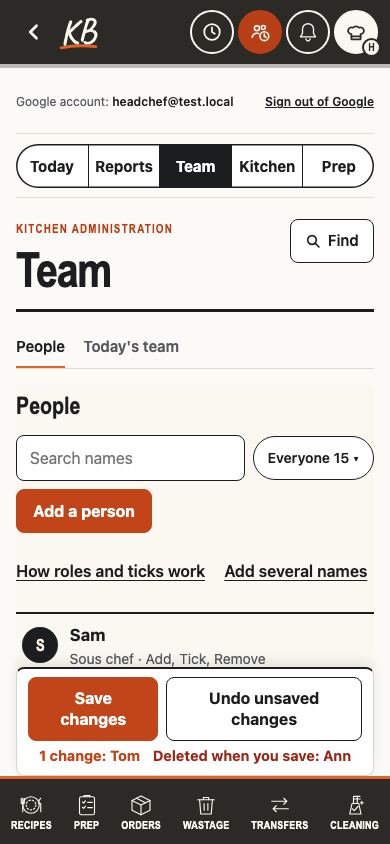 KB
H
Google account: headchef@test.local Sign out of Google
Today Reports Team Kitchen Prep
KITCHEN ADMINISTRATION
Team
Find
People Today's team
People
Search names
Everyone 15 ▾
Add a person
How roles and ticks work Add several names
S
Sam
Sous chef · Add, Tick, Remove
Save changes
Undo unsaved changes
1 change: Tom Deleted when you save: Ann
RECIPES PREP ORDERS WASTAGE TRANSFERS CLEANING